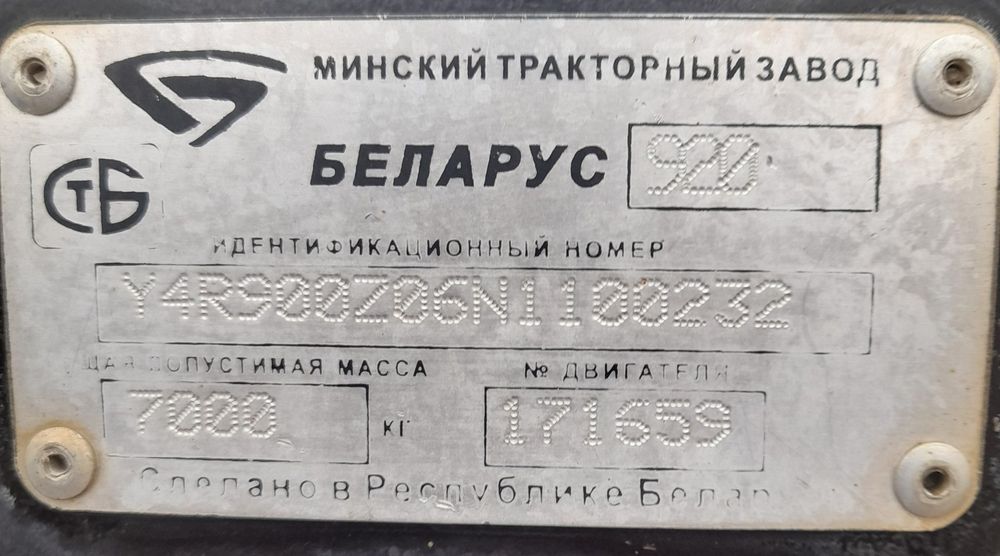 МИНСКИЙ ТРАКТОРНЫЙ ЗАВОД
БЕЛАРУС 920
СТБ
ИДЕНТИФИКАЦИОННЫЙ НОМЕР
Y4R900Z06N1100232
ДОПУСТИМАЯ МАССА
№ ДВИГАТЕЛЯ
7000 КГ
171659
Сделано в Республике